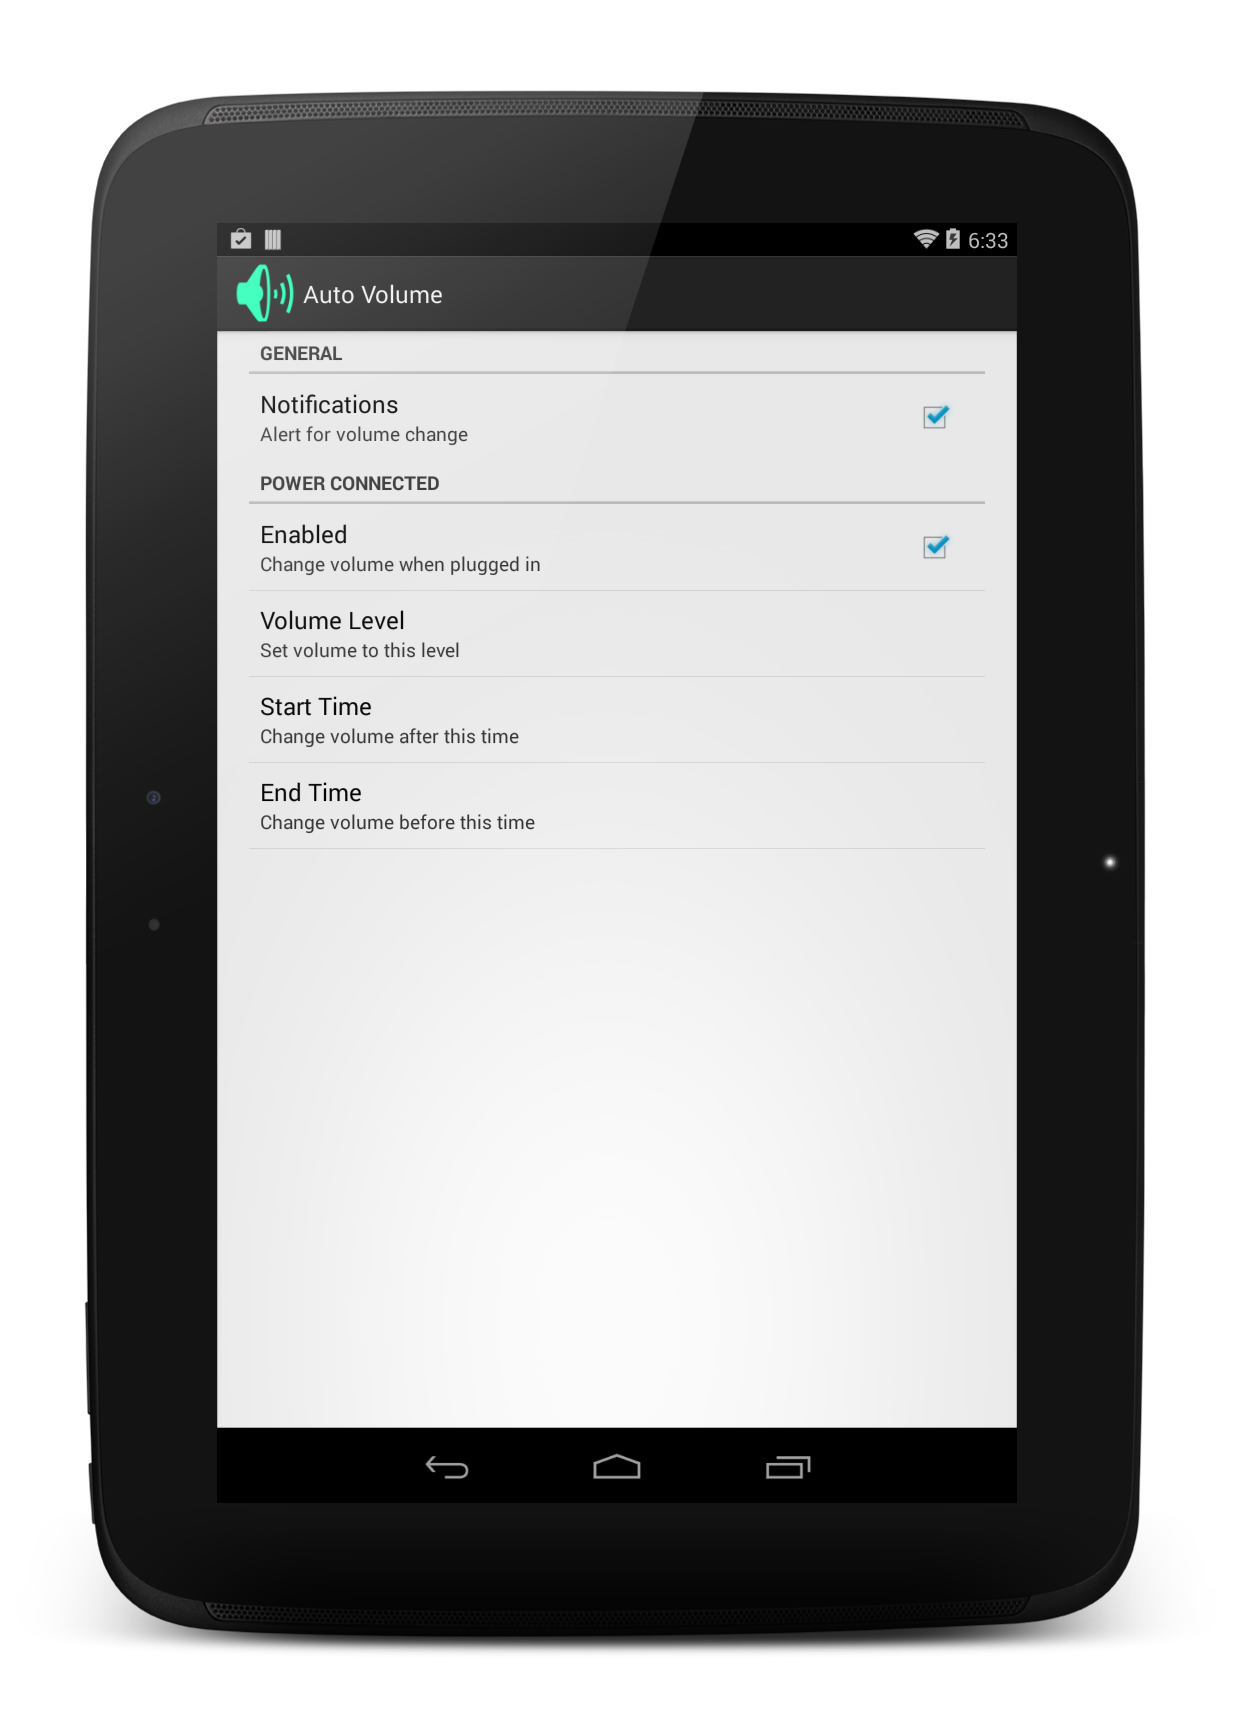 6:33
Auto Volume
GENERAL
Notifications
Alert for volume change
POWER CONNECTED
Enabled
Change volume when plugged in
Volume Level
Set volume to this level
Start Time
Change volume after this time
End Time
Change volume before this time